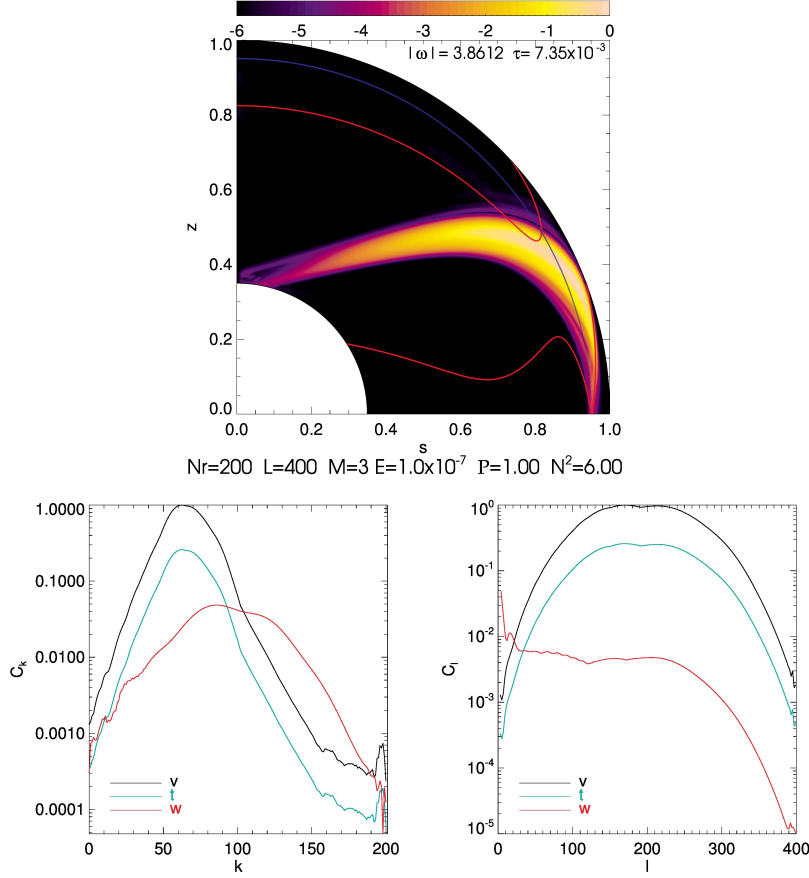 -6 -5 -4 -3 -2 -1 0
|ω| = 3.8612 τ= 7.35x10⁻³
1.0
0.8
0.6
z
0.4
0.2
0.0
0.0 0.2 0.4 0.6 0.8 1.0
s
Nr=200 L=400 M=3 E=1.0x10⁻⁷ P=1.00 N²=6.00
1.0000
0.1000
0.0100
0.0010
0.0001
Cₖ
v
t
w
0 50 100 150 200
k
10⁰
10⁻¹
10⁻²
10⁻³
10⁻⁴
10⁻⁵
Cₗ
v
t
w
0 100 200 300 400
l